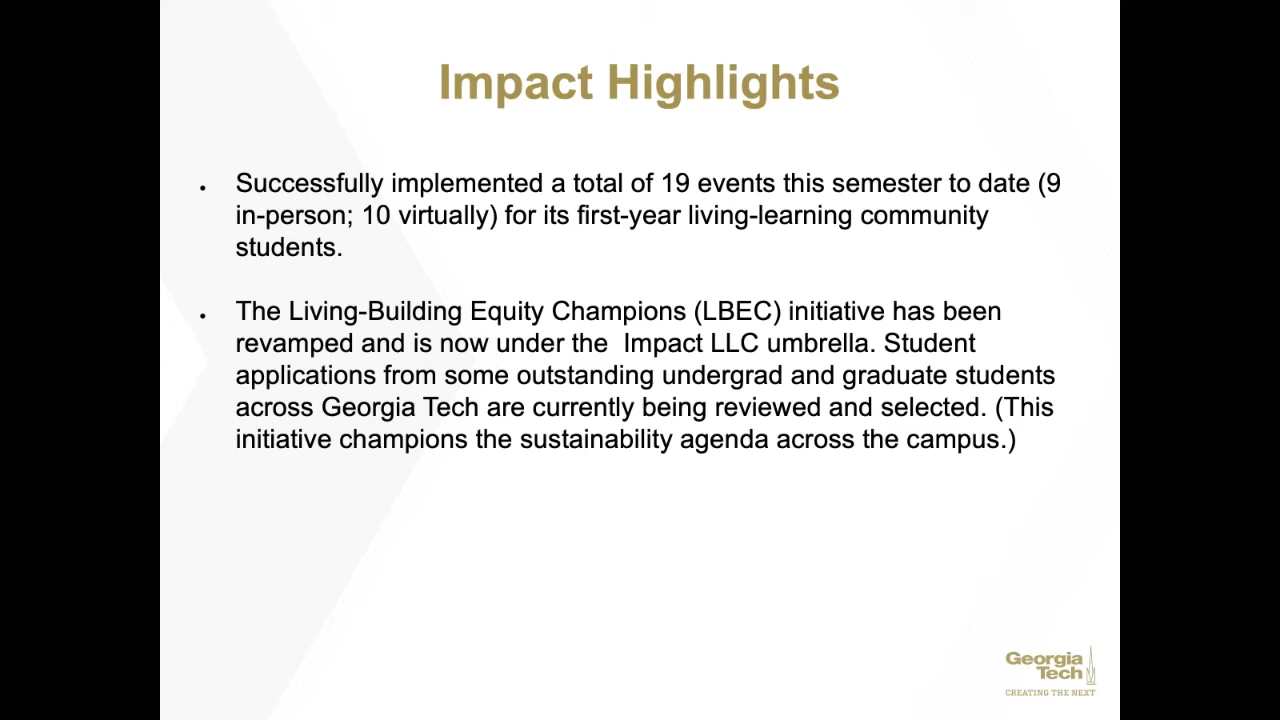 Impact Highlights
• Successfully implemented a total of 19 events this semester to date (9
in-person; 10 virtually) for its first-year living-learning community
students.
• The Living-Building Equity Champions (LBEC) initiative has been
revamped and is now under the  Impact LLC umbrella. Student
applications from some outstanding undergrad and graduate students
across Georgia Tech are currently being reviewed and selected. (This
initiative champions the sustainability agenda across the campus.)
Georgia
Tech
CREATING THE NEXT